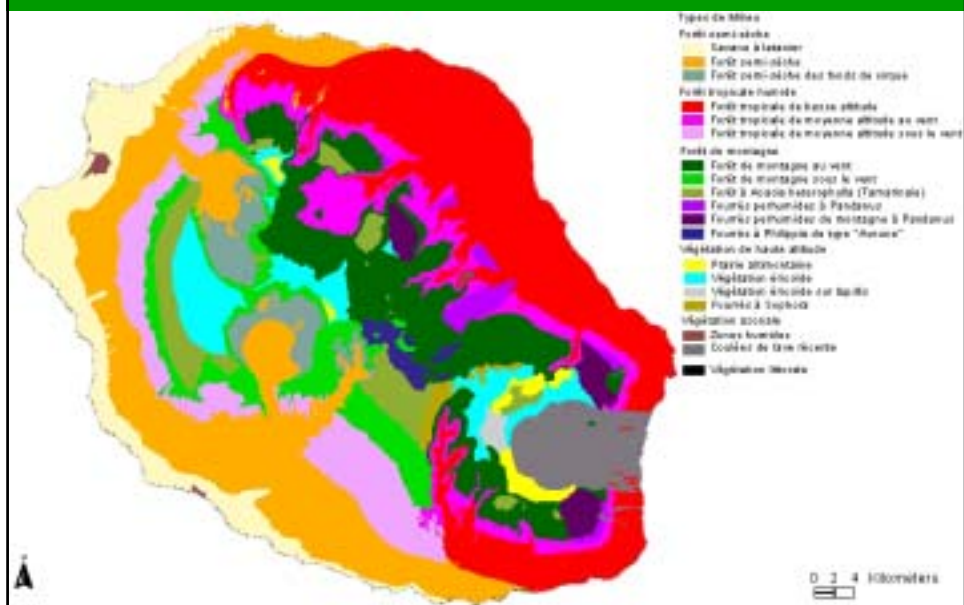 Types de Milieu
Forêt semi-sèche
Savane à latanier
Forêt semi-sèche
Forêt semi-sèche des fonds de cirque
Forêt tropicale humide
Forêt tropicale de basse altitude
Forêt tropicale de moyenne altitude au vent
Forêt tropicale de moyenne altitude sous le vent
Forêt de montagne
Forêt de montagne au vent
Forêt de montagne sous le vent
Forêt à Acacia heterophylla (Tamarinaie)
Fourrés perhumides à Pandanus
Fourrés perhumides de montagne à Pandanus
Fourrés à Philippia de type
Végétation de haute altitude
Prairie altimontaine
Végétation éricoïde
Végétation éricoïde sur lapillis
Fourrés à Sophora
Végétation azonale
Zones humides
Coulées de lave récente
Végétation littorale
0 2 4 Kilometers